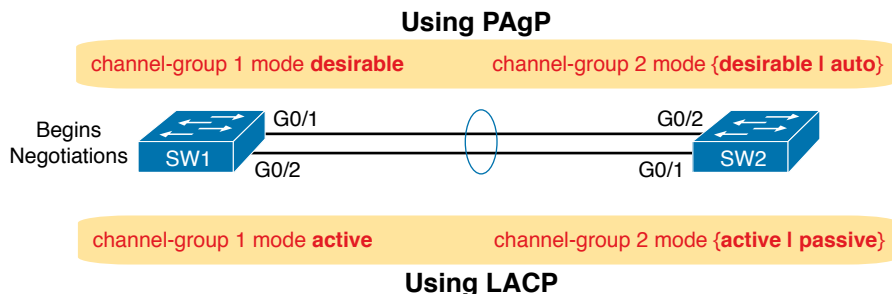 Using PAgP
channel-group 1 mode desirable
channel-group 2 mode {desirable | auto}
G0/1
G0/2
Begins
Negotiations
SW1
SW2
G0/2
G0/1
channel-group 1 mode active
channel-group 2 mode {active | passive}
Using LACP